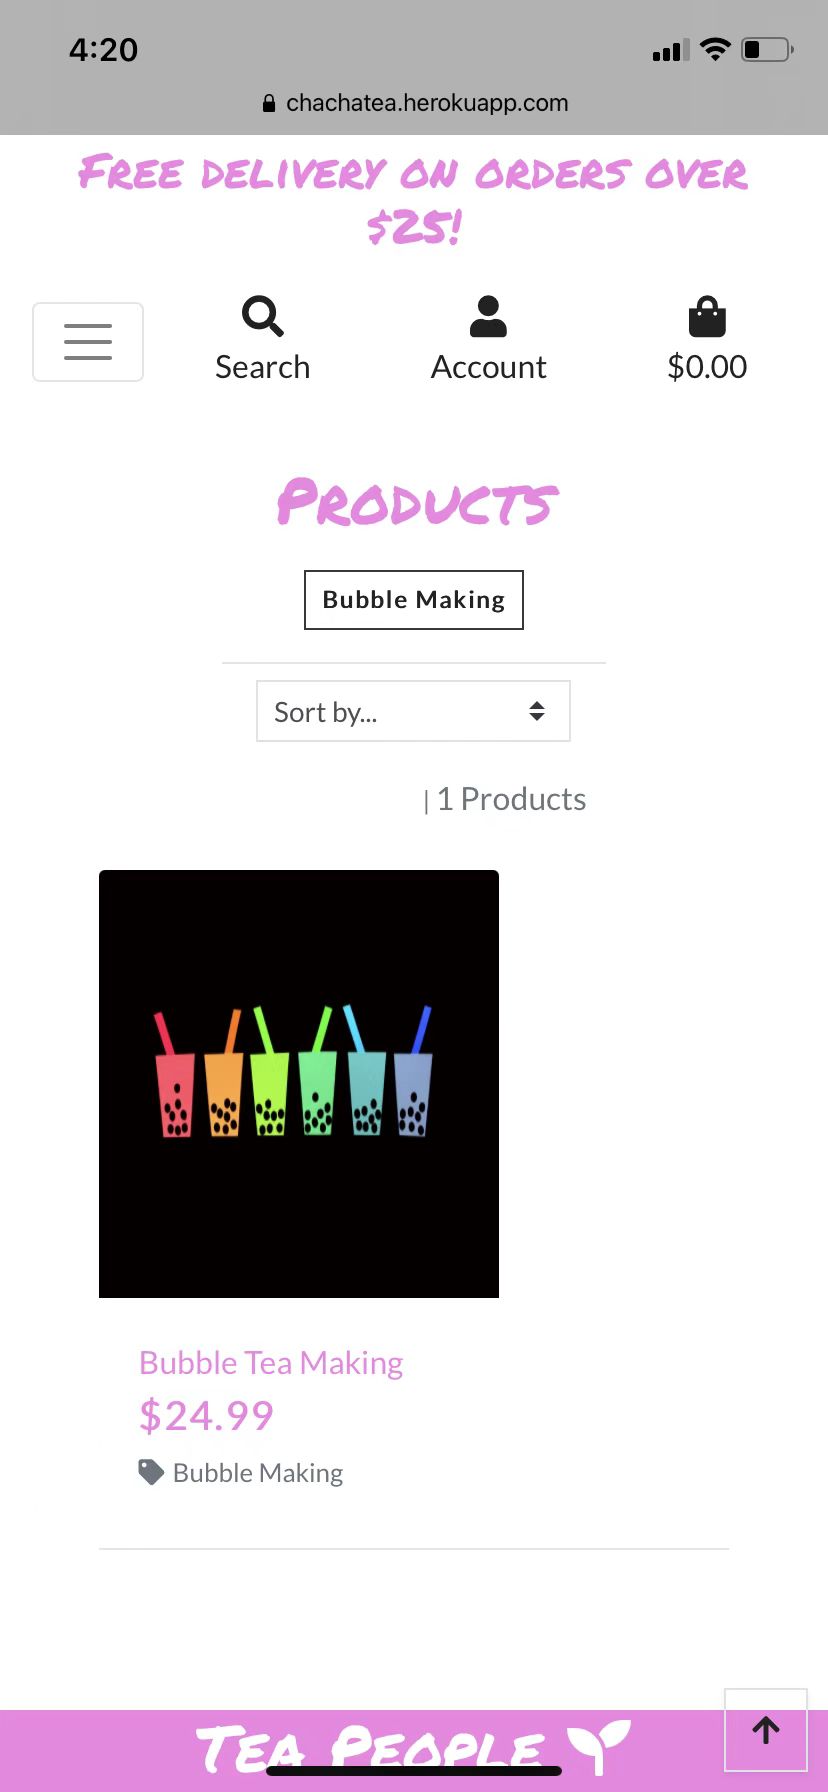 4:20
chachatea.herokuapp.com
Free delivery on orders over
$25!
Search
Account
$0.00
Products
Bubble Making
Sort by...
| 1 Products
Bubble Tea Making
$24.99
Bubble Making
Tea People